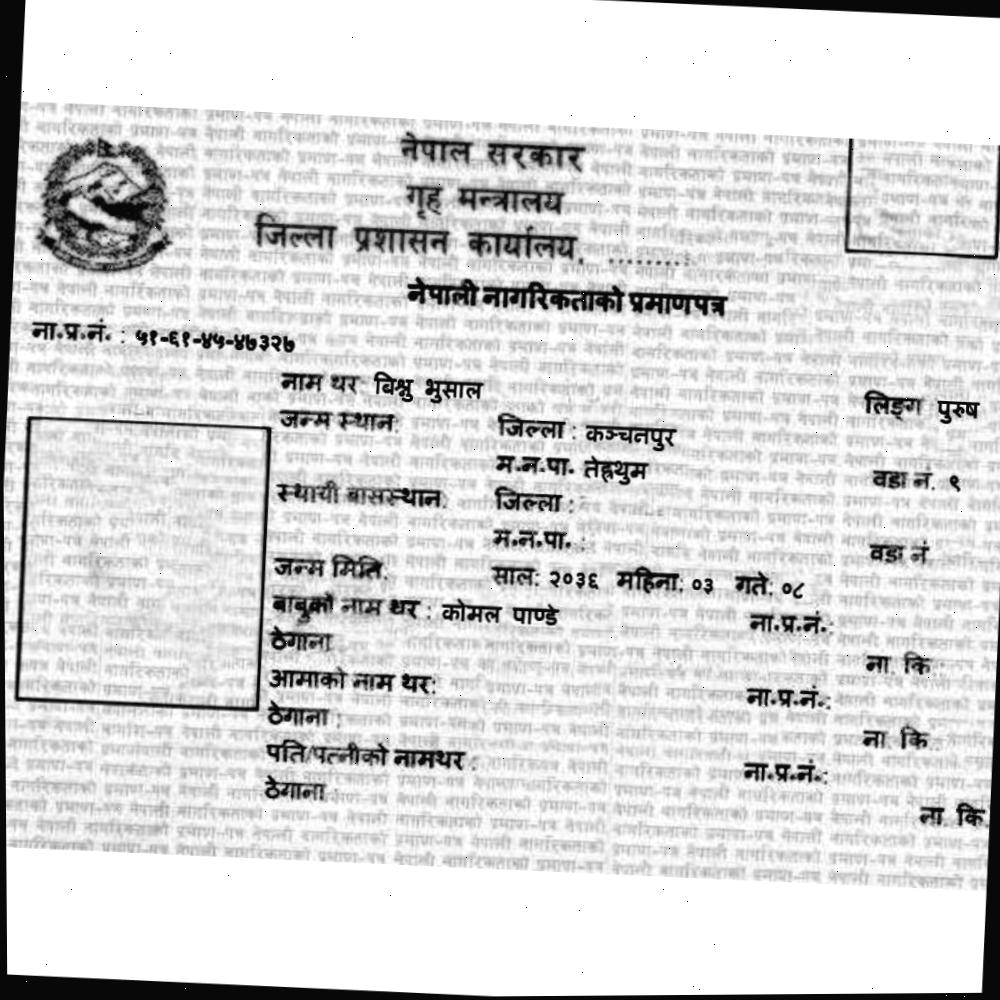 नेपाल सरकार
गृह मन्त्रालय
जिल्ला प्रशासन कार्यालय, ..........
नेपाली नागरिकताको प्रमाणपत्र
ना.प्र.नं. : ५१-६१-४५-४७३२७
नाम थर: बिश्नु भुसाल लिङ्ग पुरुष
जन्म स्थान: जिल्ला : कञ्चनपुर
म.न.पा. तेह्रथुम वडा नं. ९
स्थायी बासस्थान: जिल्ला :
म.न.पा. : वडा नं
जन्म मिति: साल: २०३६ महिना: ०३ गते: ०८
बाबुको नाम थर : कोमल पाण्डे ना.प्र.नं.:
ठेगाना ना. कि :
आमाको नाम थर: ना.प्र.नं.:
ठेगाना : ना. कि :
पति/पत्नीको नामथर : ना.प्र.नं.:
ठेगाना ना. कि